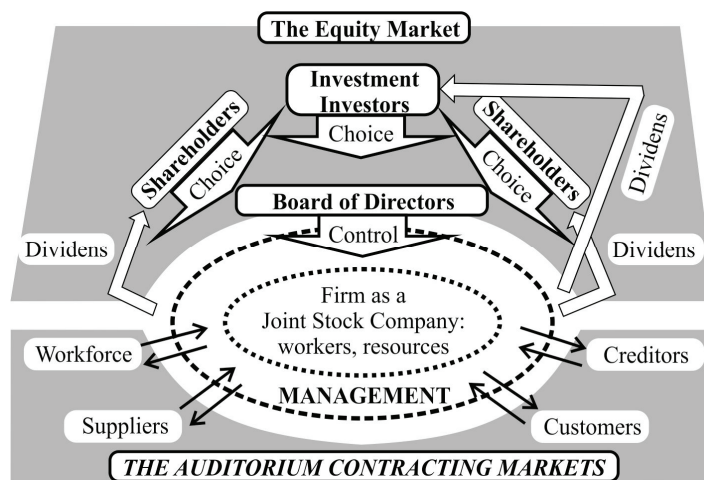 The Equity Market
Investment
Investors
Shareholders
Choice
Choice
Shareholders
Choice
Dividens
Board of Directors
Control
Dividens
Dividens
Firm as a
Joint Stock Company:
workers, resources
Workforce
Creditors
MANAGEMENT
Suppliers
Customers
THE AUDITORIUM CONTRACTING MARKETS